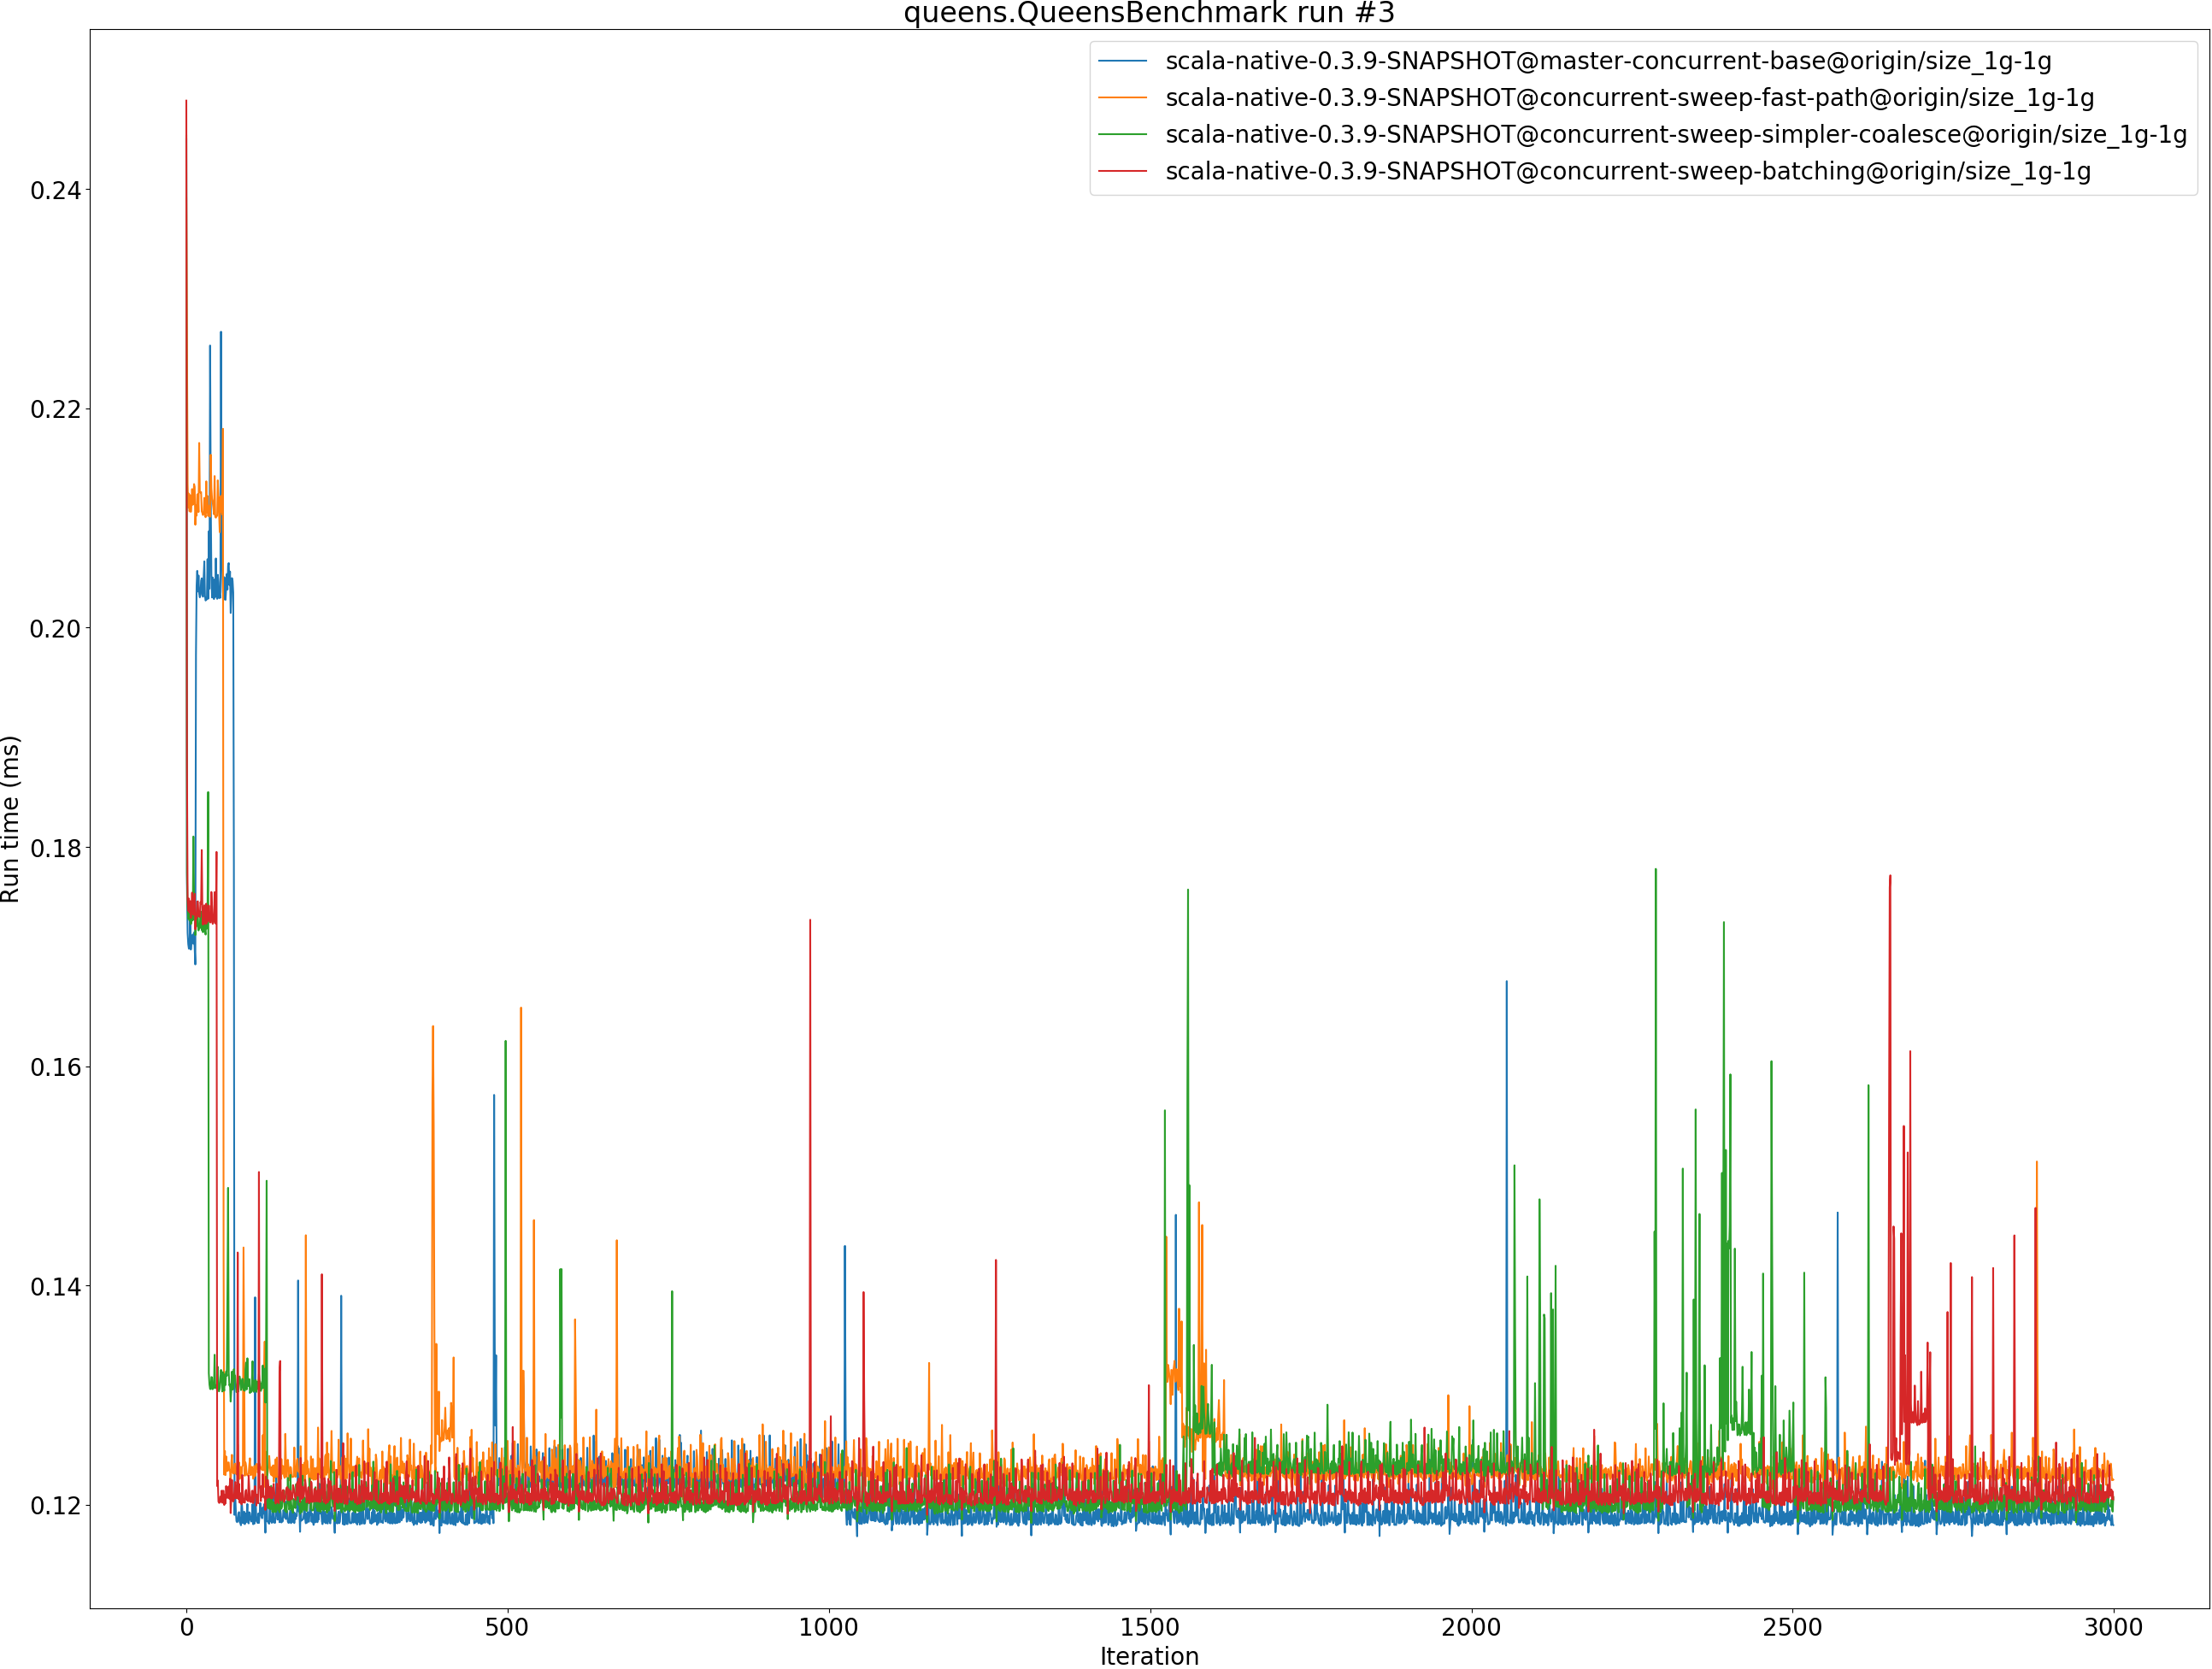 queens.QueensBenchmark run #3
scala-native-0.3.9-SNAPSHOT@master-concurrent-base@origin/size_1g-1g
scala-native-0.3.9-SNAPSHOT@concurrent-sweep-fast-path@origin/size_1g-1g
scala-native-0.3.9-SNAPSHOT@concurrent-sweep-simpler-coalesce@origin/size_1g-1g
scala-native-0.3.9-SNAPSHOT@concurrent-sweep-batching@origin/size_1g-1g
Run time (ms)
0.24
0.22
0.20
0.18
0.16
0.14
0.12
0 500 1000 1500 2000 2500 3000
Iteration